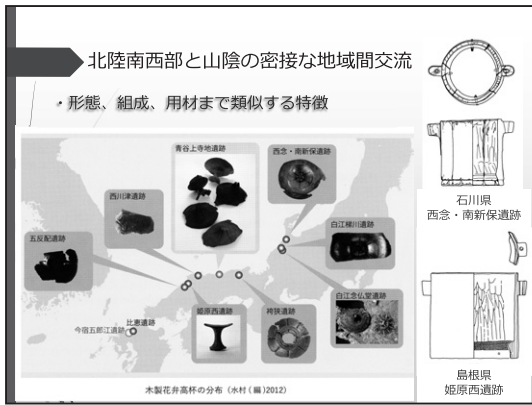 北陸南西部と山陰の密接な地域間交流
・形態、組成、用材まで類似する特徴
青谷上寺地遺跡
西念・南新保遺跡
西川津遺跡
五反配遺跡
白江梯川遺跡
白江念仏堂遺跡
姫原西遺跡
袴狭遺跡
比恵遺跡
今宿五郎江遺跡
木製花弁高杯の分布（水村（編）2012）
石川県
西念・南新保遺跡
島根県
姫原西遺跡